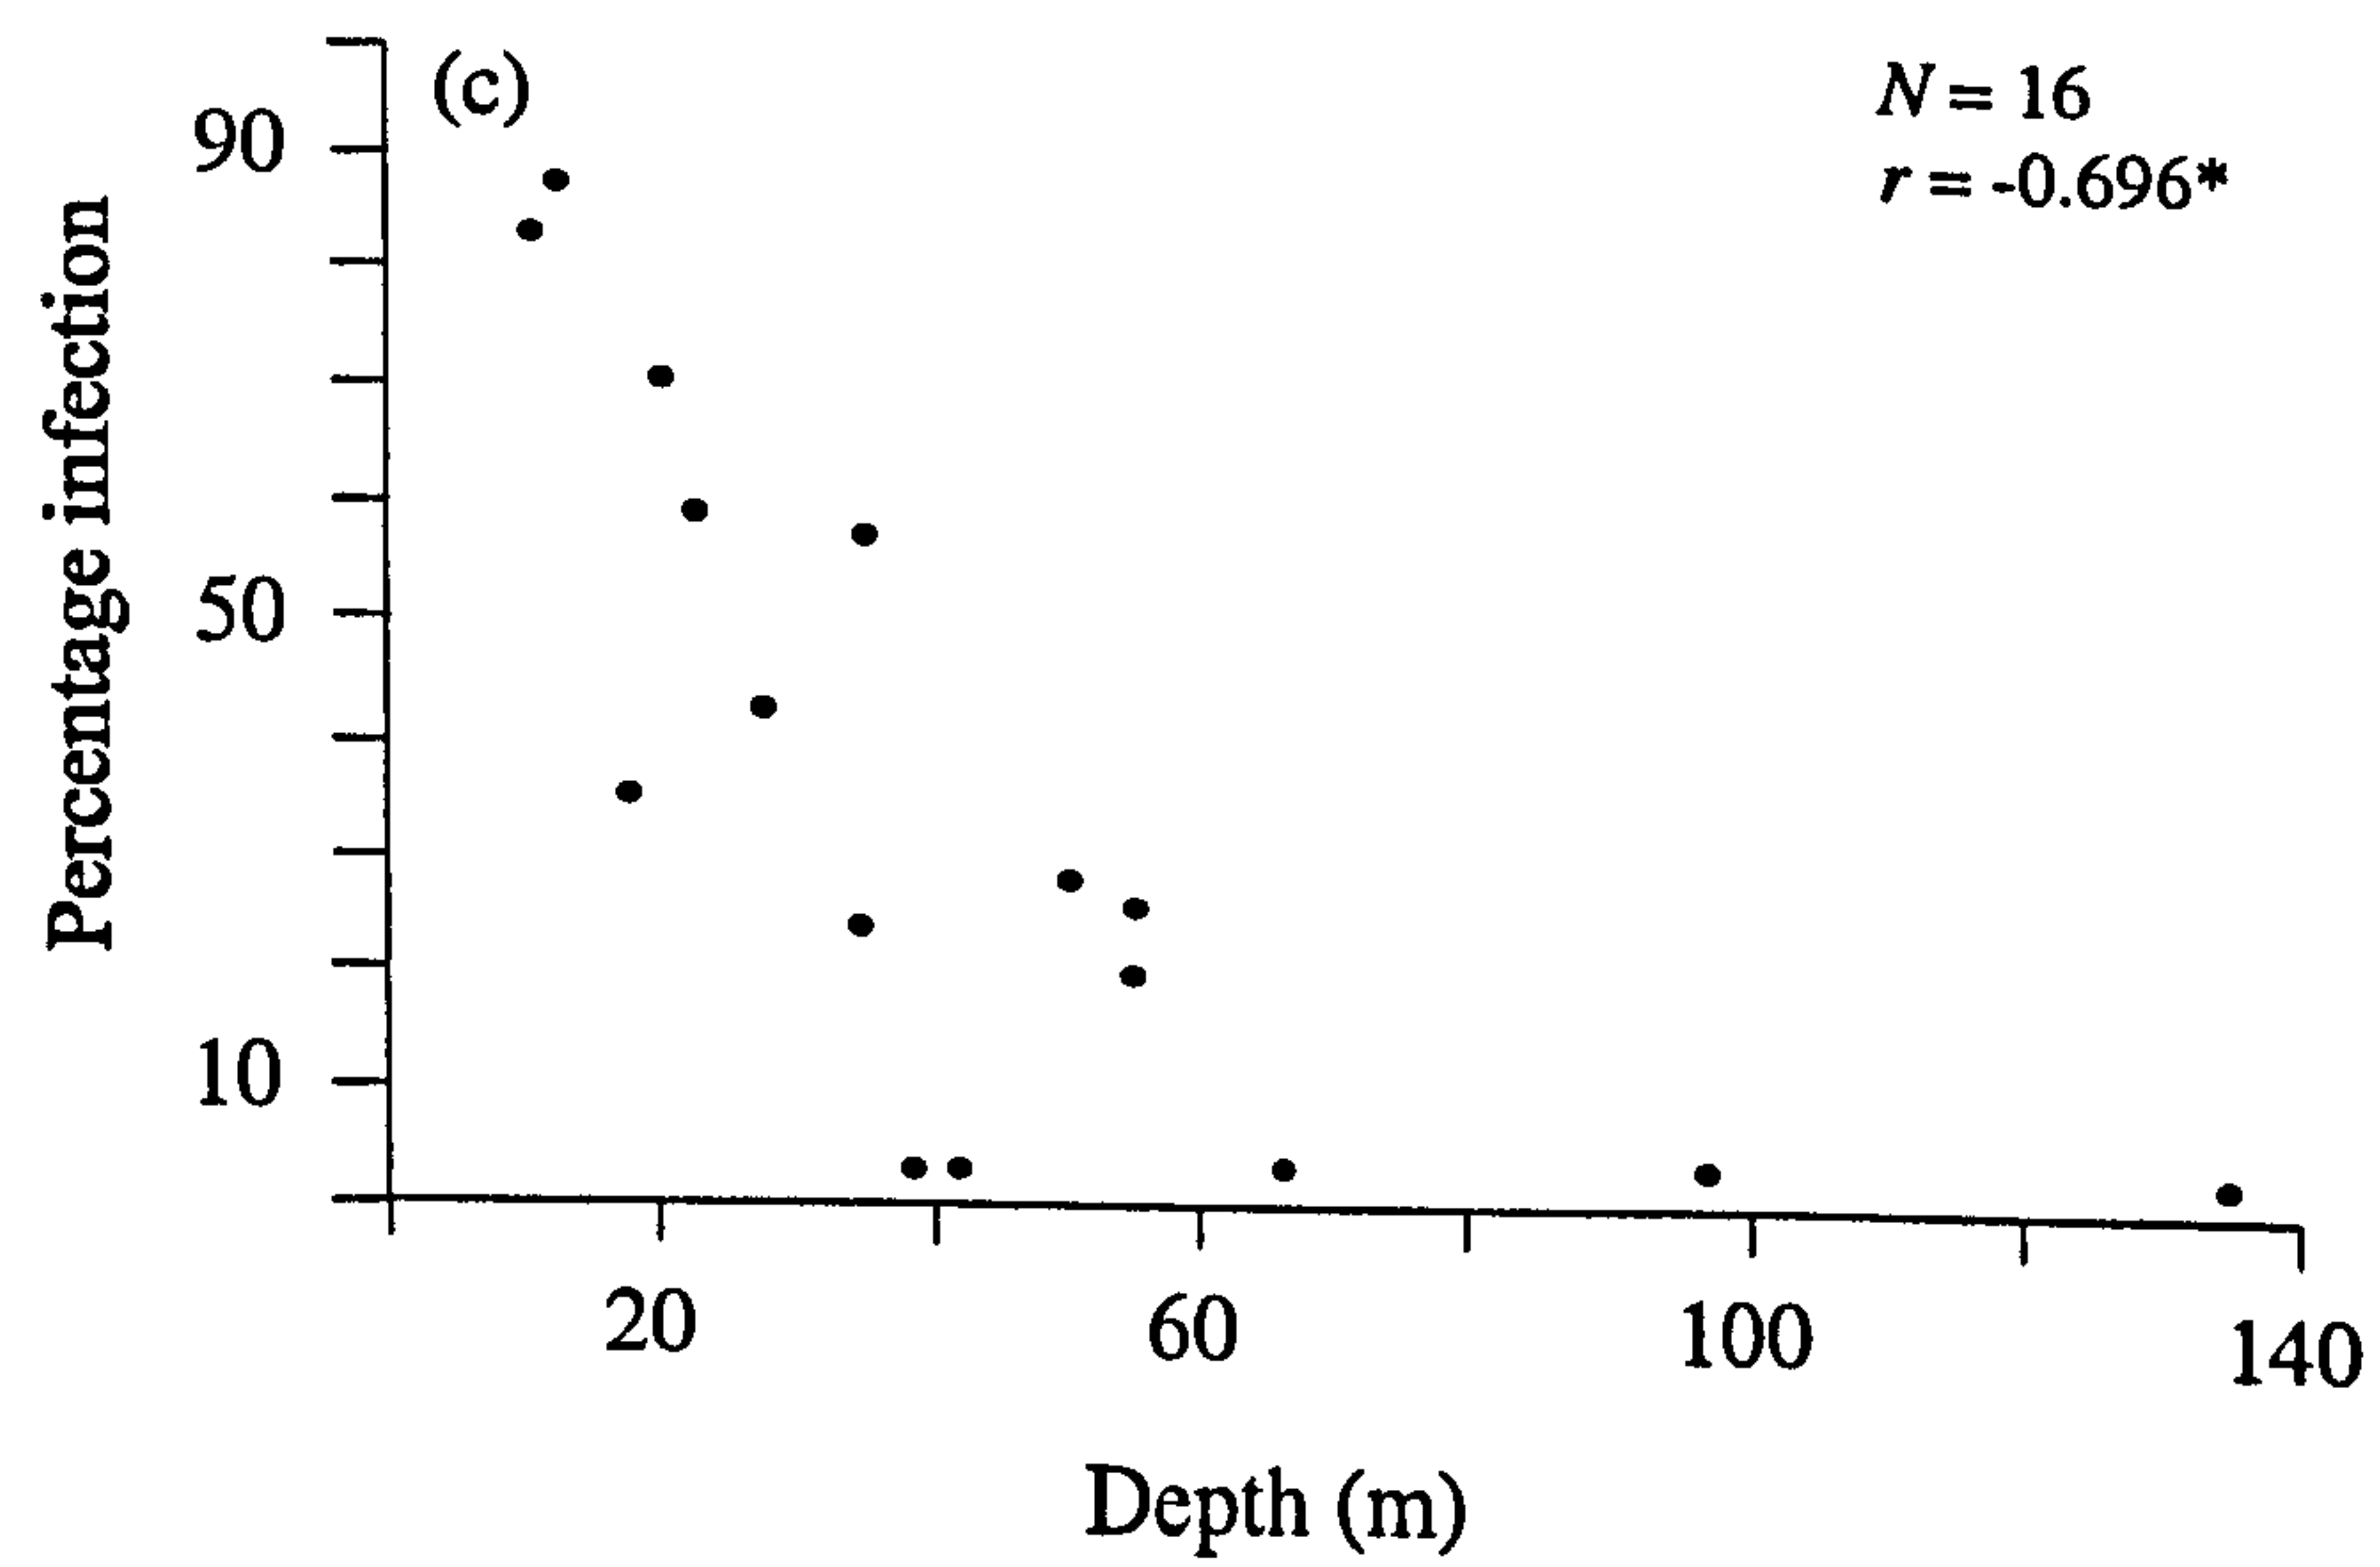 (c)
N = 16
r = -0.696*
90
50
10
Percentage infection
20
60
100
140
Depth (m)